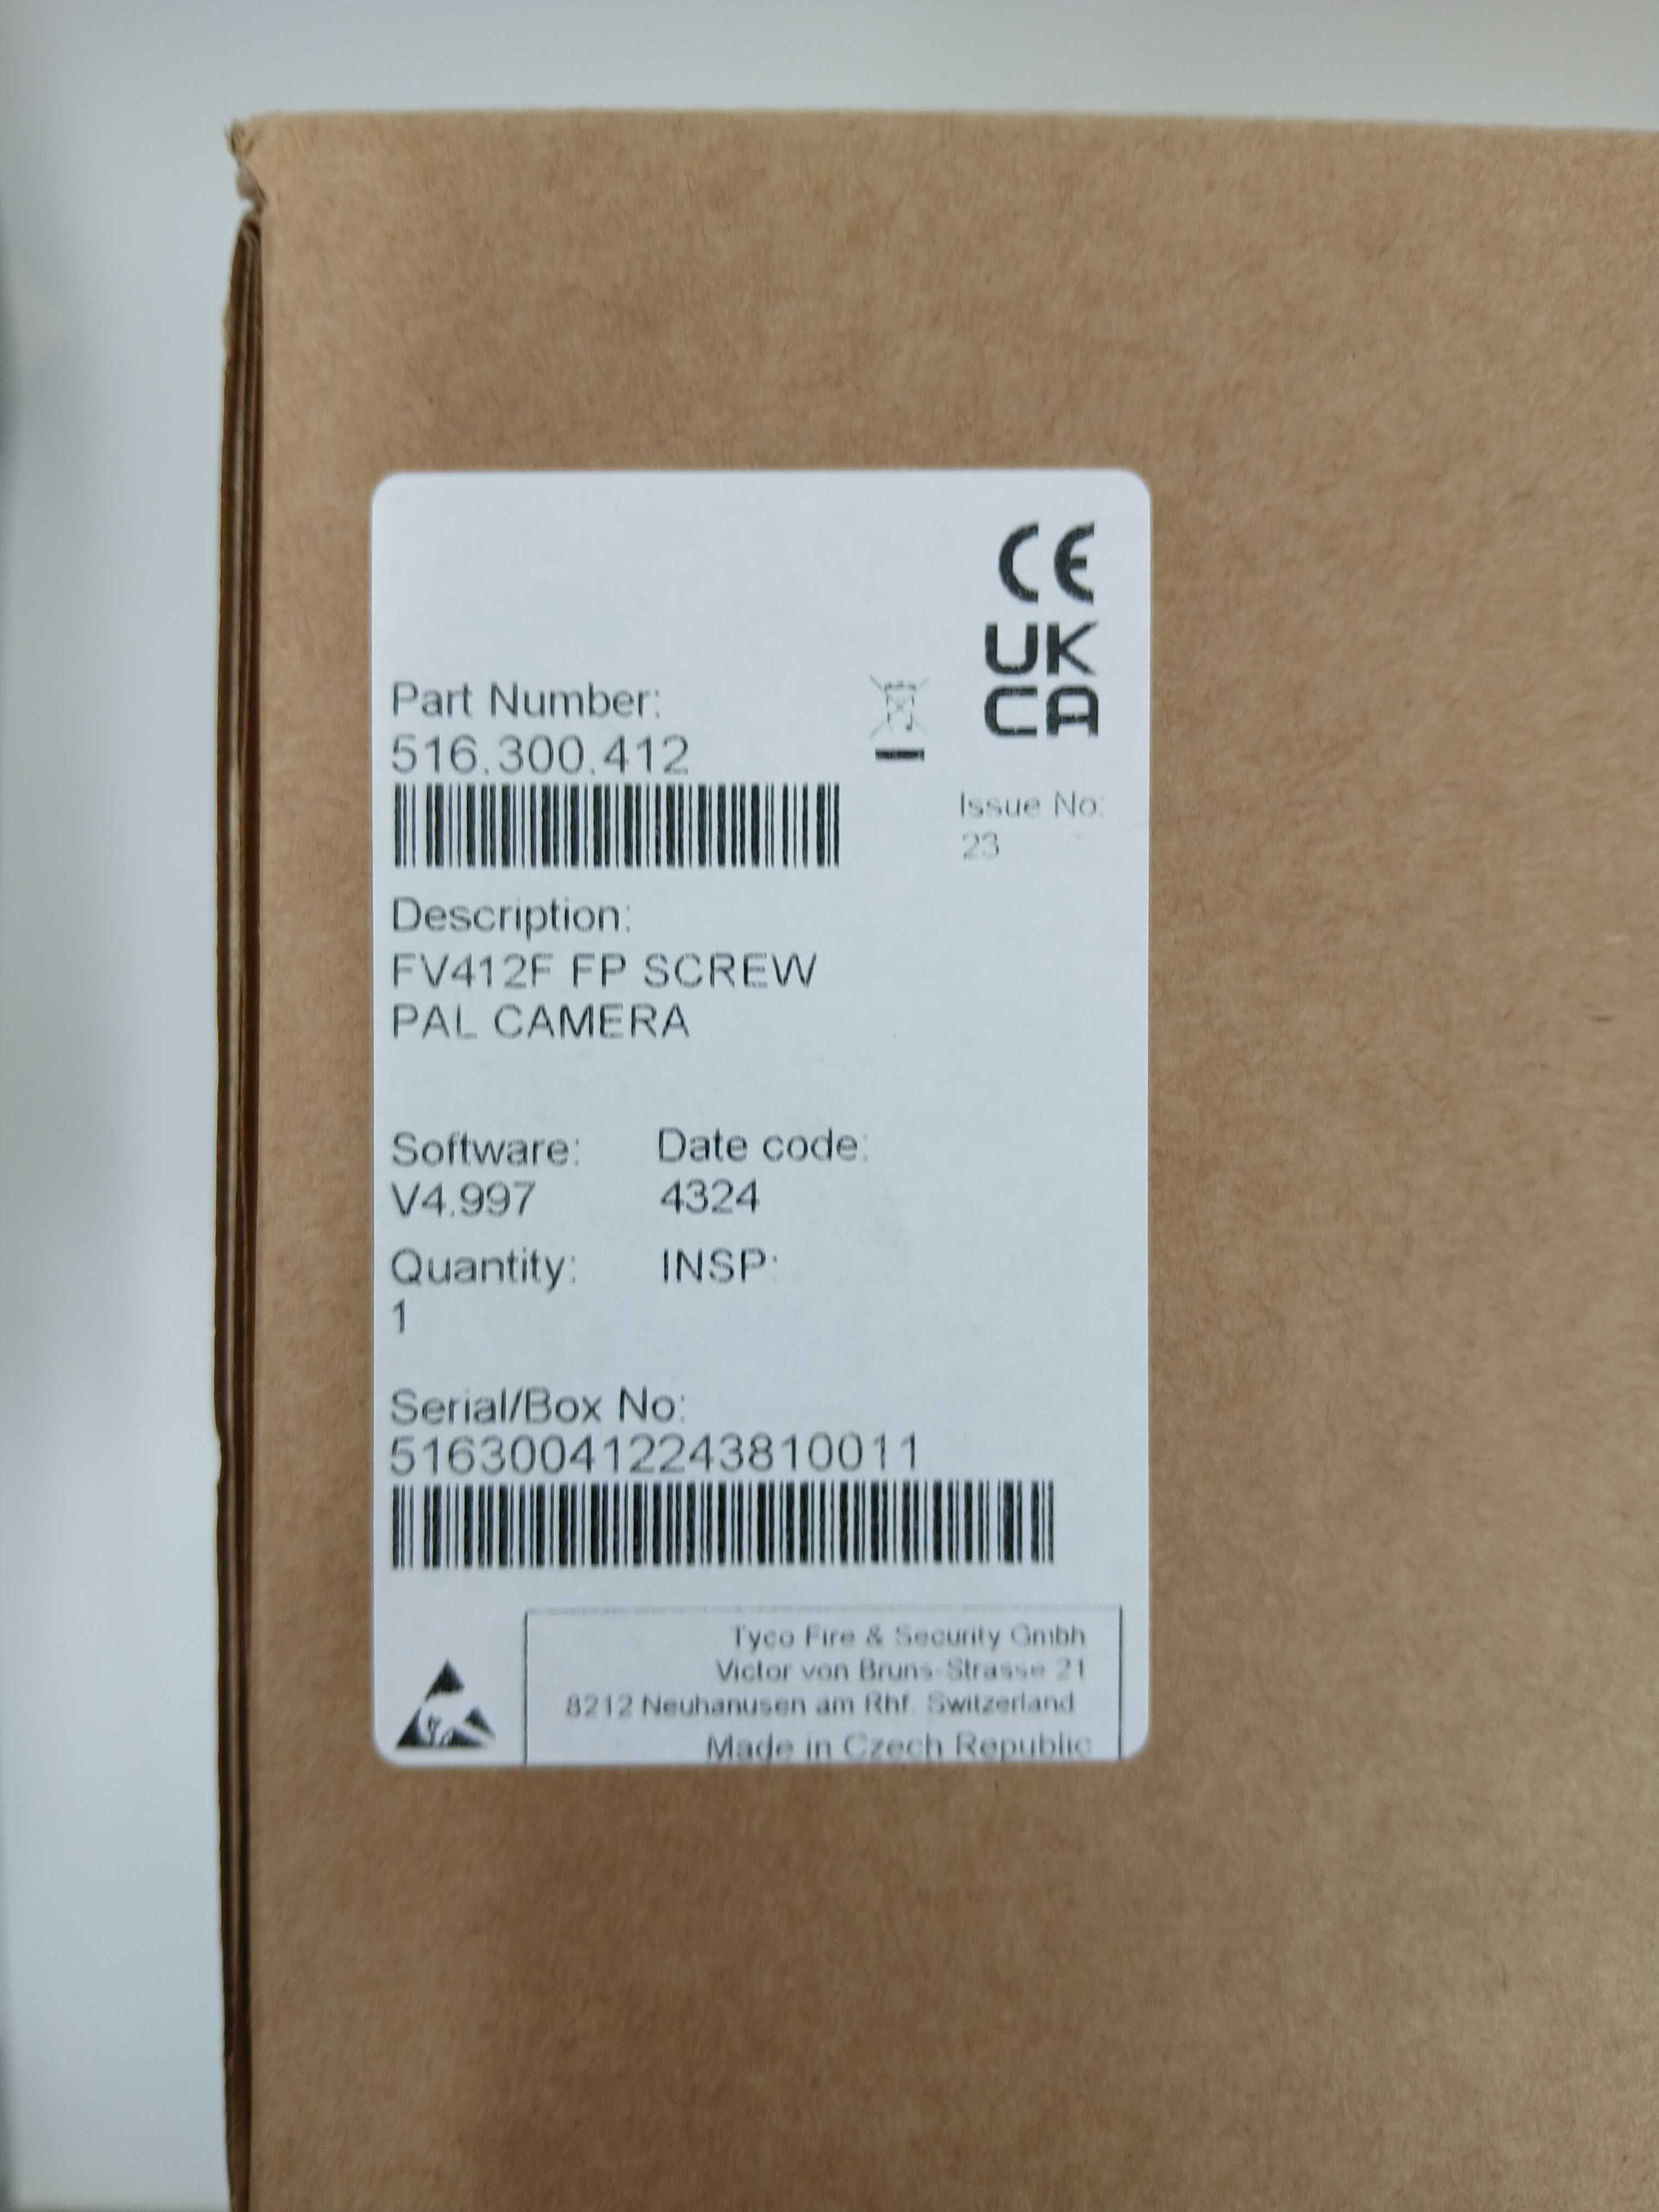 CE
UK
CA
Part Number:
516.300.412
Issue No:
23
Description:
FV412F FP SCREW
PAL CAMERA
Software: Date code:
V4.997 4324
Quantity: INSP:
1
Serial/Box No:
516300412243810011
Tyco Fire & Security Gmbh
Victor von Bruns-Strasse 21
8212 Neuhanusen am Rhf. Switzerland
Made in Czech Republic